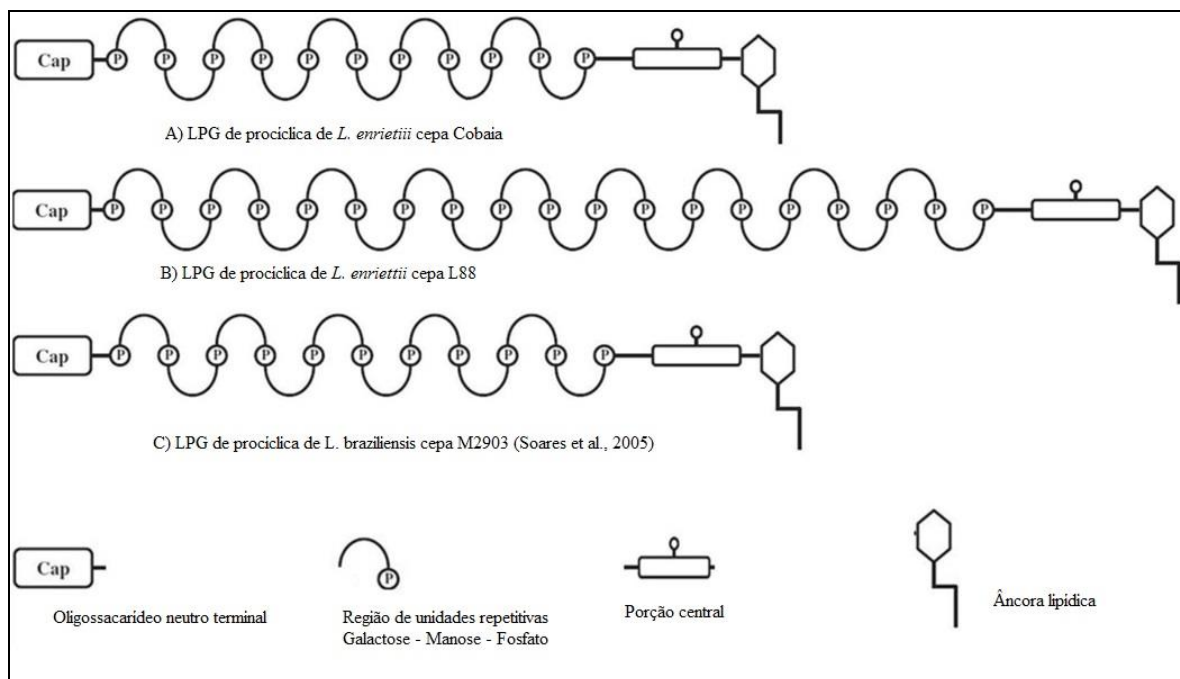 Cap P P P P P P P P P P P
A) LPG de prociclica de L. enrietiii cepa Cobaia
Cap P P P P P P P P P P P P P P P P P P P
B) LPG de prociclica de L. enriettii cepa L88
Cap P P P P P P P P P P P
C) LPG de prociclica de L. braziliensis cepa M2903 (Soares et al., 2005)
Cap P
Oligossacarídeo neutro terminal
Região de unidades repetitivas
Galactose - Manose - Fosfato
Porção central
Âncora lipídica